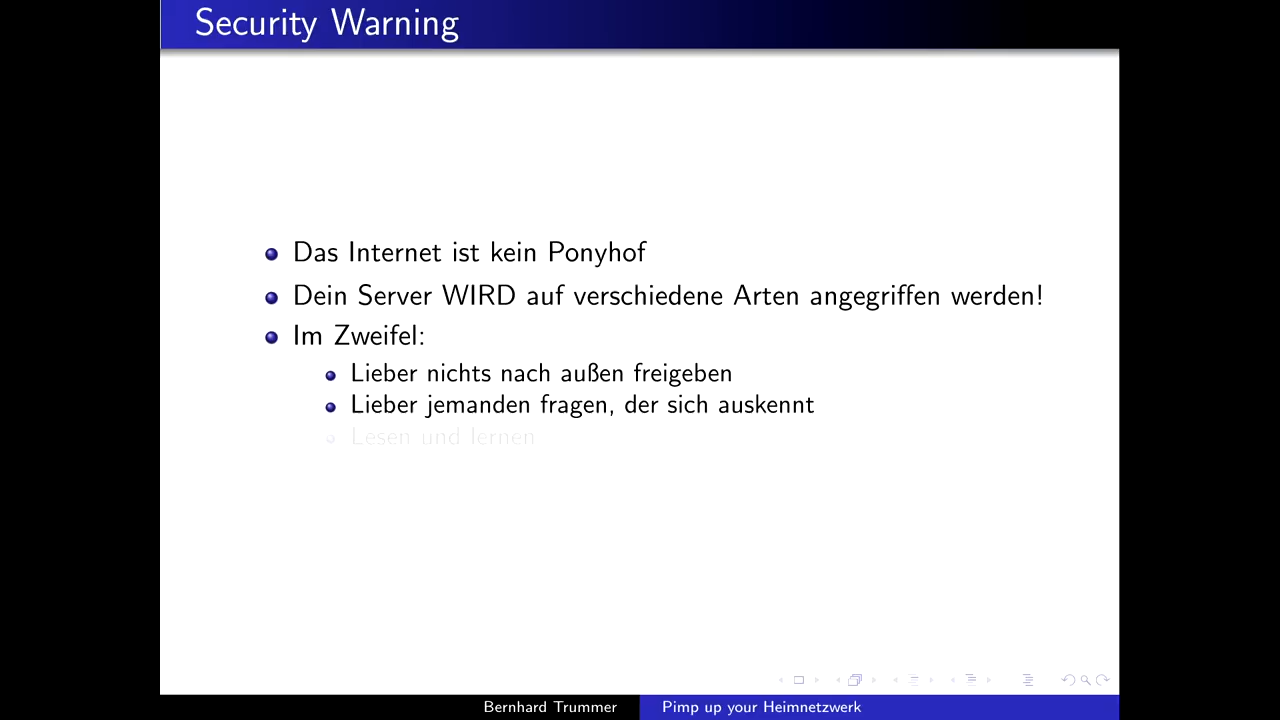 Security Warning
Das Internet ist kein Ponyhof
Dein Server WIRD auf verschiedene Arten angegriffen werden!
Im Zweifel:
Lieber nichts nach außen freigeben
Lieber jemanden fragen, der sich auskennt
Lesen und lernen
Bernhard Trummer
Pimp up your Heimnetzwerk